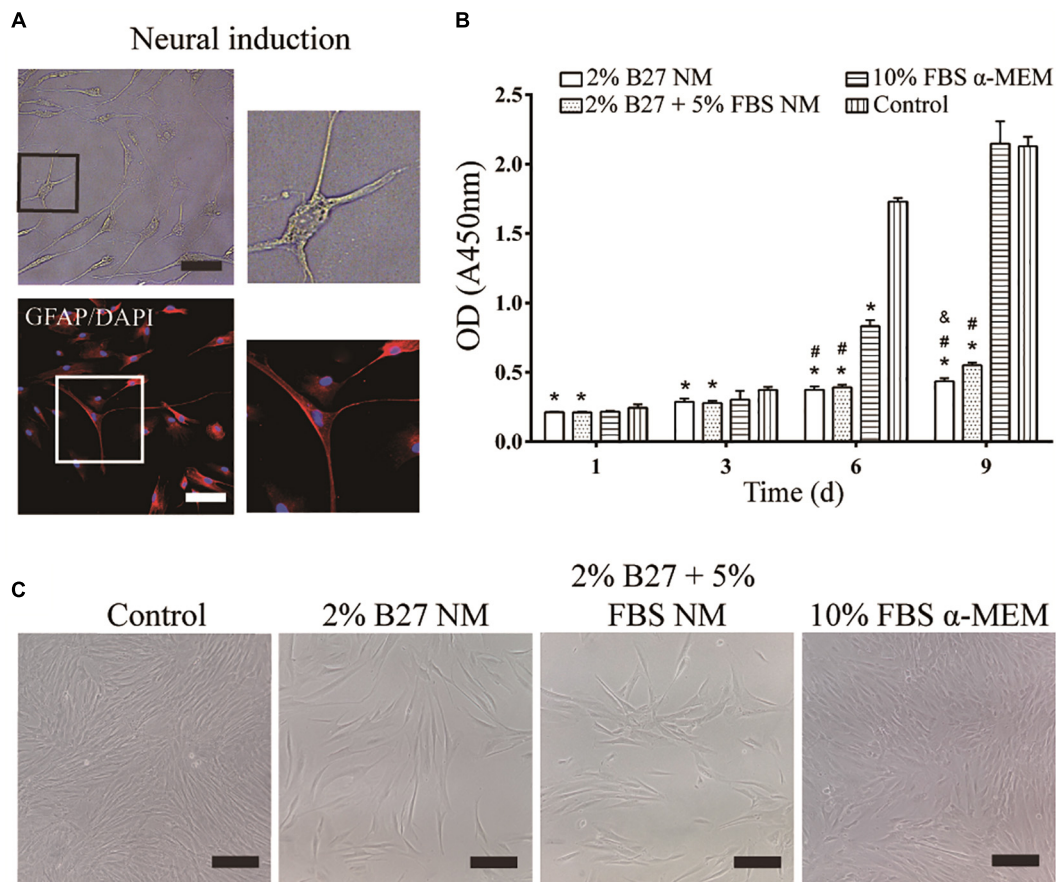 A
Neural induction
GFAP/DAPI
B
2% B27 NM
10% FBS α-MEM
2% B27 + 5% FBS NM
Control
OD (A450nm)
2.5
2.0
1.5
1.0
0.5
0.0
* *
* *
# #
* * *
&
# #
* *
1 3 6 9
Time (d)
C
Control
2% B27 NM
2% B27 + 5%
FBS NM
10% FBS α-MEM